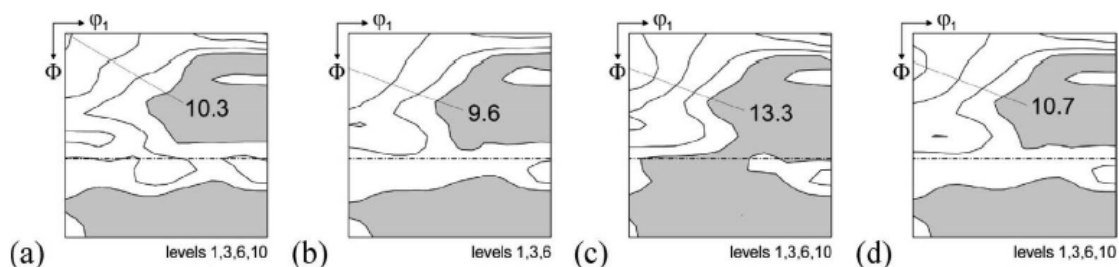 φ₁ φ₁ φ₁ φ₁
Φ Φ Φ Φ
10.3 9.6 13.3 10.7
(a) levels 1,3,6,10 (b) levels 1,3,6 (c) levels 1,3,6,10 (d) levels 1,3,6,10